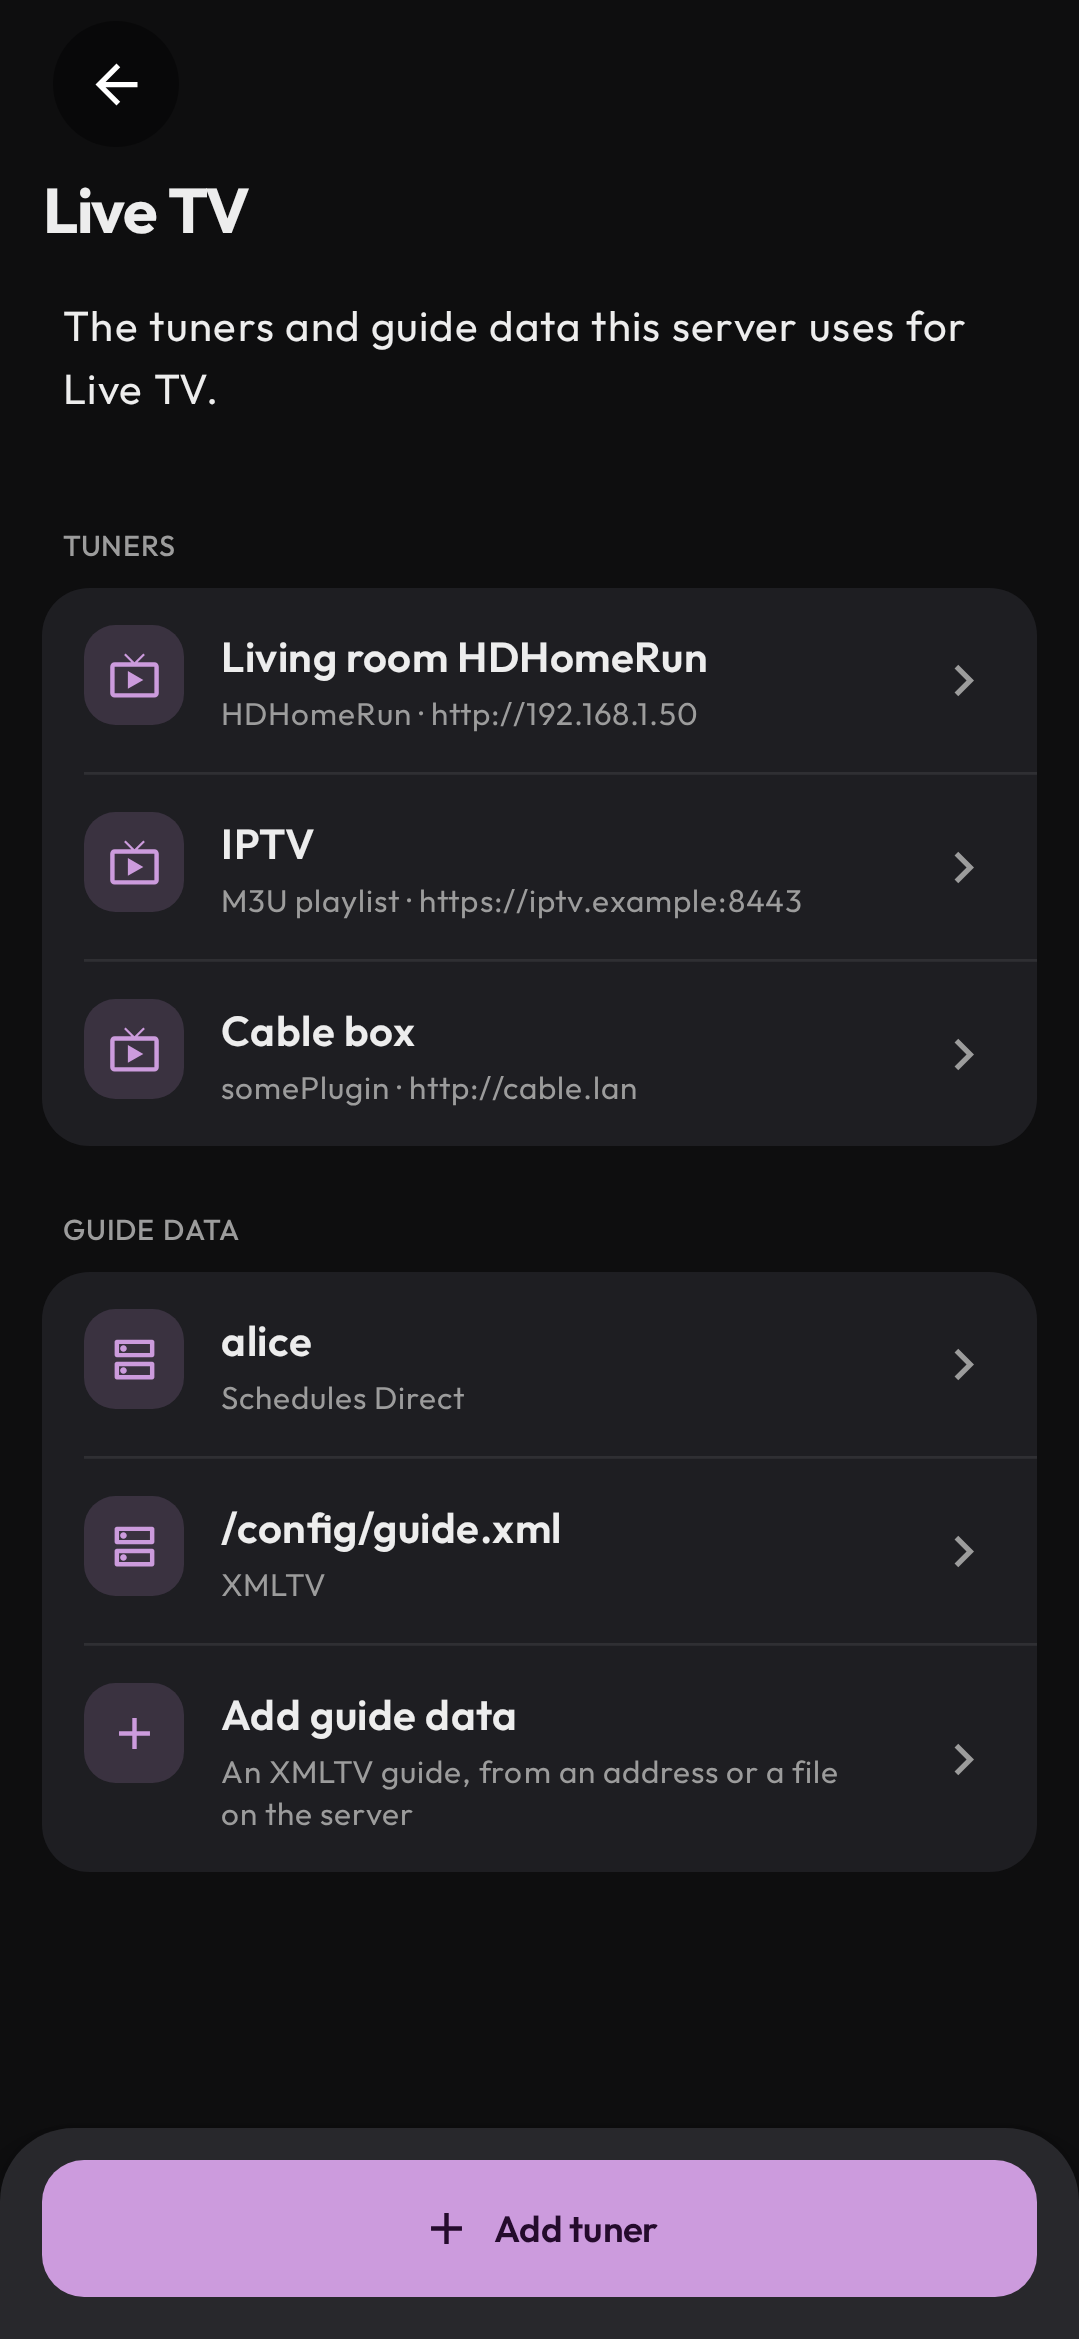 Live TV
The tuners and guide data this server uses for
Live TV.
TUNERS
Living room HDHomeRun
HDHomeRun · http://192.168.1.50
IPTV
M3U playlist · https://iptv.example:8443
Cable box
somePlugin · http://cable.lan
GUIDE DATA
alice
Schedules Direct
/config/guide.xml
XMLTV
Add guide data
An XMLTV guide, from an address or a file
on the server
Add tuner